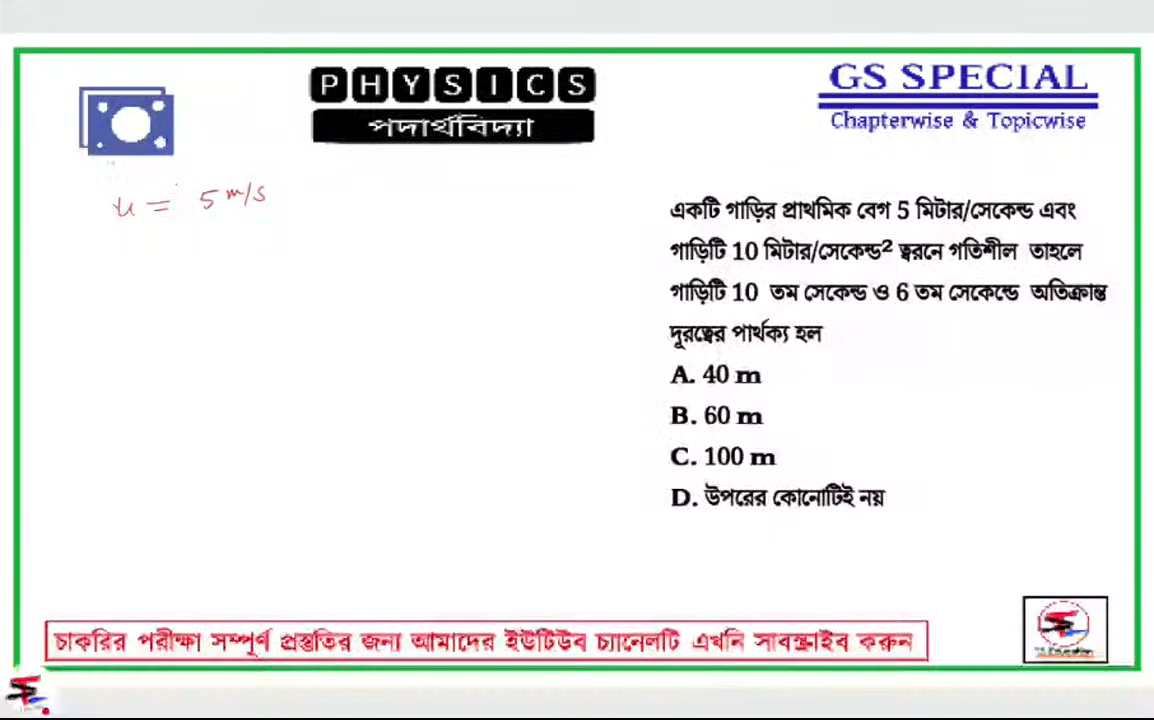 PHYSICS
পদার্থবিদ্যা
GS SPECIAL
Chapterwise & Topicwise
u = 5 m/s
একটি গাড়ির প্রাথমিক বেগ 5 মিটার/সেকেন্ড এবং
গাড়িটি 10 মিটার/সেকেন্ড² ত্বরনে গতিশীল তাহলে
গাড়িটি 10 তম সেকেন্ড ও 6 তম সেকেন্ডে অতিক্রান্ত
দূরত্বের পার্থক্য হল
A. 40 m
B. 60 m
C. 100 m
D. উপরের কোনোটিই নয়
চাকরির পরীক্ষা সম্পূর্ণ প্রস্তুতির জন্য আমাদের ইউটিউব চ্যানেলটি এখনি সাবস্ক্রাইব করুন